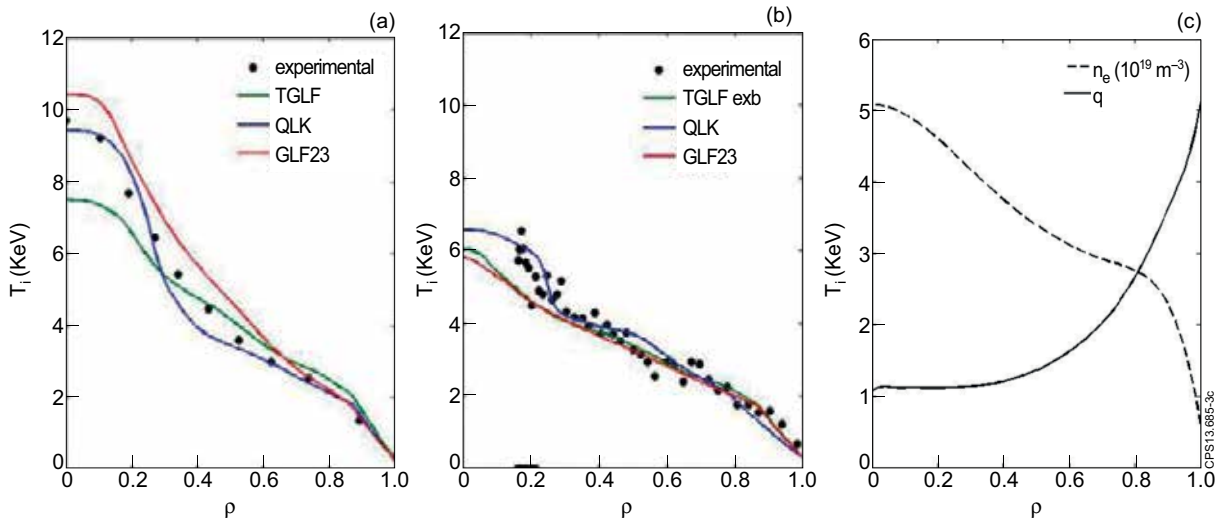 (a)
12
10
8
6
4
2
0
T_i (KeV)
experimental
TGLF
QLK
GLF23
0 0.2 0.4 0.6 0.8 1.0
ρ
(b)
12
10
8
6
4
2
0
T_i (KeV)
experimental
TGLF exb
QLK
GLF23
0 0.2 0.4 0.6 0.8 1.0
ρ
(c)
6
5
4
3
2
1
0
T_i (KeV)
n_e (10^19 m^-3)
q
0 0.2 0.4 0.6 0.8 1.0
ρ
CPS13.685-3c